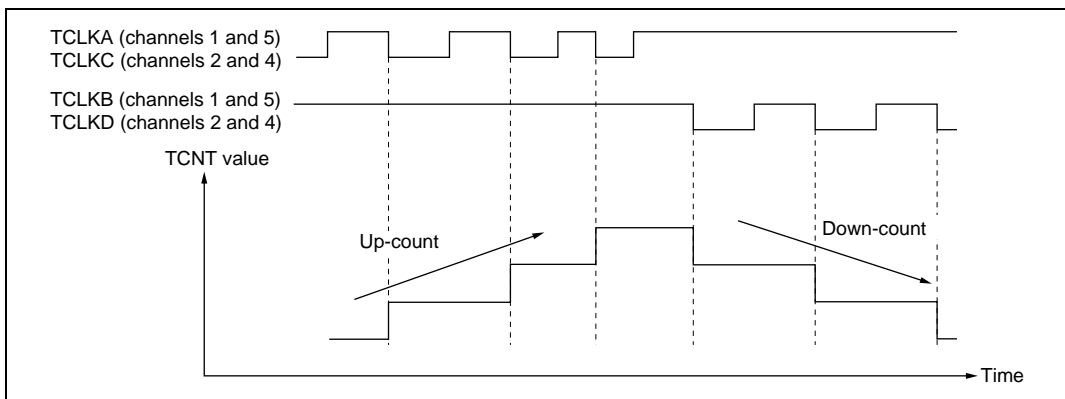 TCLKA (channels 1 and 5)
TCLKC (channels 2 and 4)
TCLKB (channels 1 and 5)
TCLKD (channels 2 and 4)
TCNT value
Up-count
Down-count
Time